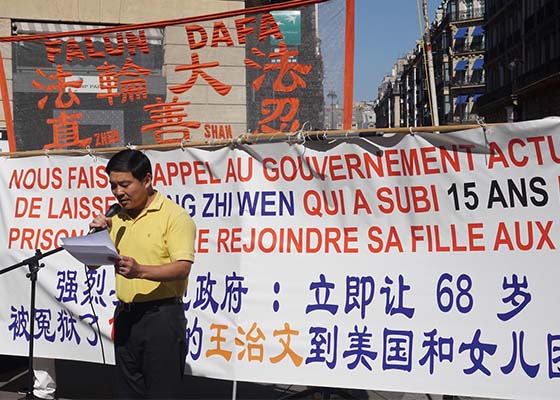 FALUN DAFA
法輪大法
真 ZHEN 善 SHAN 忍
NOUS FAIS APPEL AU GOUVERNEMENT ACTU
DE LAISSE NG ZHI WEN QUI A SUBI 15 ANS
PRISON E REJOINDRE SA FILLE AUX
强烈 政府：立即让 68 岁
被冤狱了 的王治文到美国和女儿团